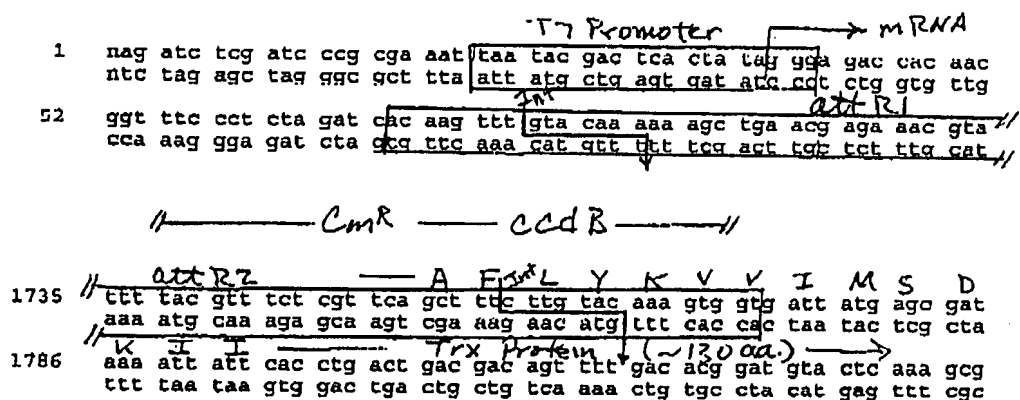 T7 Promoter mRNA
1 nag atc tcg atc ccg cga aat taa tac gac tca cta tag gga gac cac aac
ntc tag agc tag ggc gct tta att atg ctg agt gat atc cct ctg gtg ttg
Int attR1
52 ggt ttc cct cta gat cac aag ttt gta caa aaa agc tga acg aga aac gta
cca aag gga gat cta gtg ttc aaa cat gtt ttt tcg act tgc tct ttg cat
CmR ccdB
attR2 A F Int L Y K V V I M S D
1735 ttt tac gtt tct cgt tca gct ttc ttg tac aaa gtg gtg att atg agc gat
aaa atg caa aga gca agt cga aag aac atg ttt cac cac taa tac tcg cta
K I I Trx Protein (~130 aa.)
1786 aaa att att cac ctg act gac gac agt ttt gac acg gat gta ctc aaa gcg
ttt taa taa gtg gac tga ctg ctg tca aaa ctg tgc cta cat gag ttt cgc